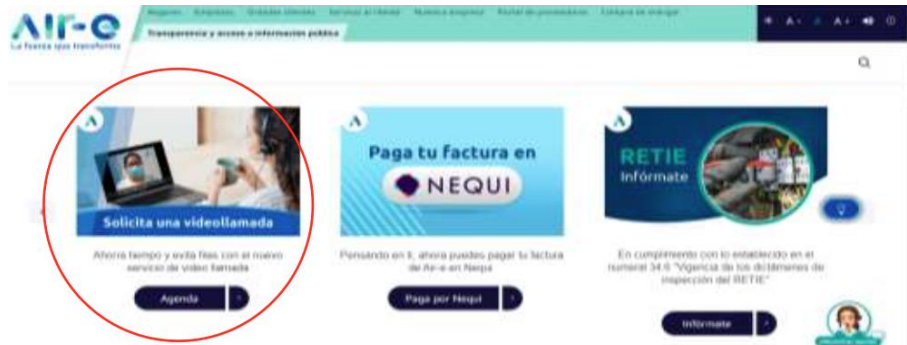 Air-e
La fuerza que transforma
Hogares Empresas Grandes clientes Servicio al cliente Nuestra empresa Portal de proveedores Compra de energía
Transparencia y acceso a información pública
A- A A+
Solicita una videollamada
Ahorra tiempo y evita filas con el nuevo
servicio de video llamada
Agenda
Paga tu factura en
NEQUI
Pensando en ti, ahora puedes pagar tu factura
de Air-e en Nequi
Paga por Nequi
RETIE
Infórmate
En cumplimiento con lo establecido en el
numeral 34.6 "Vigencia de los dictámenes de
inspección del RETIE"
Infórmate